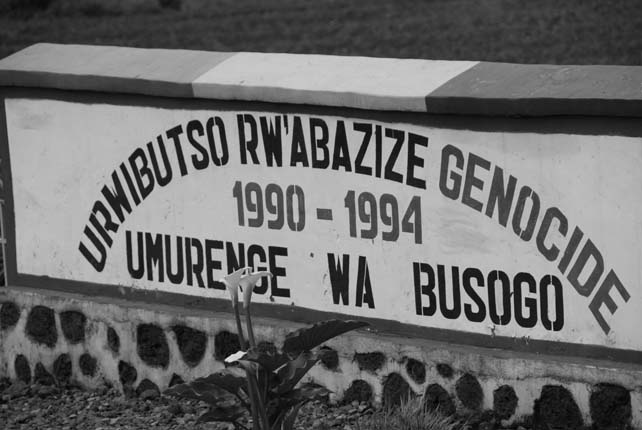 URWIBUTSO RW'ABAZIZE GENOCIDE
1990 - 1994
UMURENGE WA BUSOGO